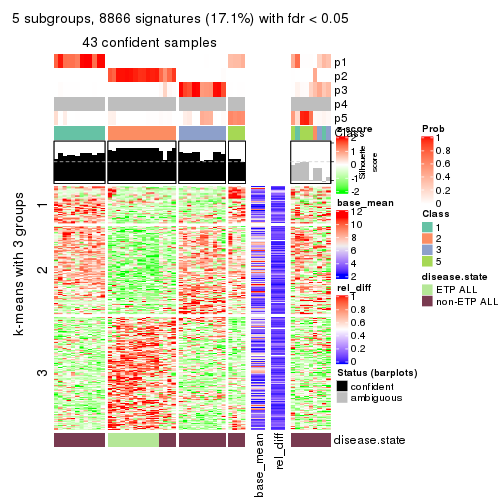 5 subgroups, 8866 signatures (17.1%) with fdr < 0.05
43 confident samples
p1
p2
p3
p4
p5
Class
Silhouette
score
k-means with 3 groups
1
2
3
base_mean
rel_diff
disease.state
z-score
2
1
0
-1
-2
base_mean
12
10
8
6
4
2
rel_diff
1
0.8
0.6
0.4
0.2
0
Status (barplots)
confident
ambiguous
Prob
1
0.8
0.6
0.4
0.2
0
Class
1
2
3
5
disease.state
ETP ALL
non-ETP ALL